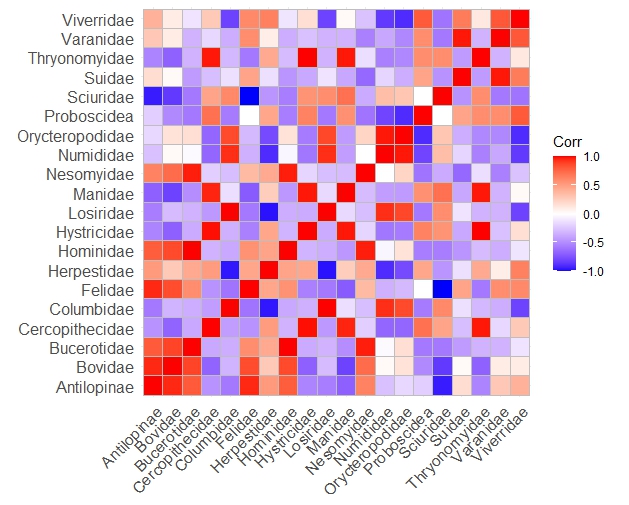 Viverridae
Varanidae
Thryonomyidae
Suidae
Sciuridae
Proboscidea
Orycteropodidae
Numididae
Nesomyidae
Manidae
Losiridae
Hystricidae
Hominidae
Herpestidae
Felidae
Columbidae
Cercopithecidae
Bucerotidae
Bovidae
Antilopinae
Corr
1.0
0.5
0.0
-0.5
-1.0
Antilopinae
Bovidae
Bucerotidae
Cercopithecidae
Columbidae
Felidae
Herpestidae
Hominidae
Hystricidae
Losiridae
Manidae
Nesomyidae
Numididae
Orycteropodidae
Proboscidea
Sciuridae
Suidae
Thryonomyidae
Varanidae
Viverridae